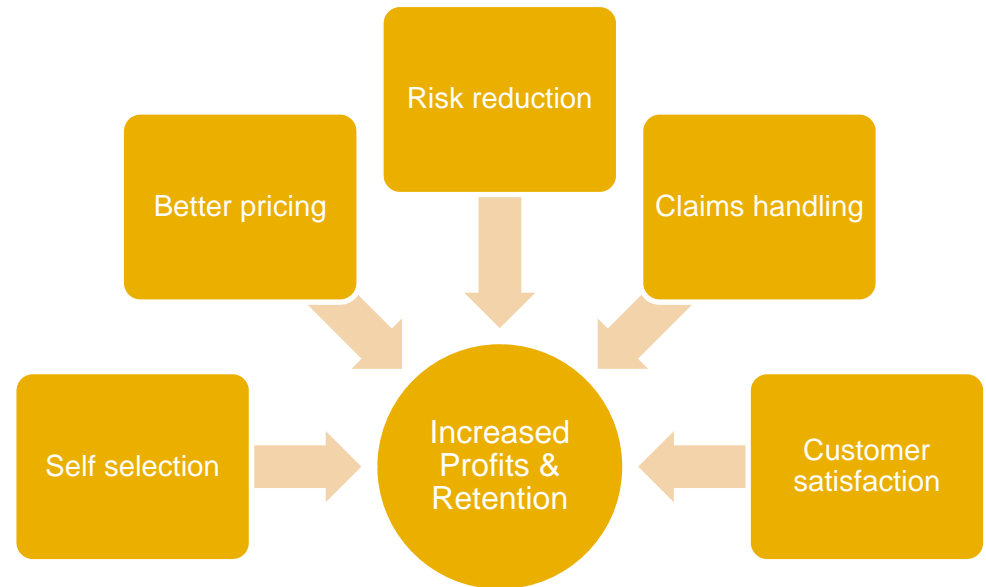 Risk reduction
Better pricing
Claims handling
Self selection
Increased
Profits &
Retention
Customer
satisfaction